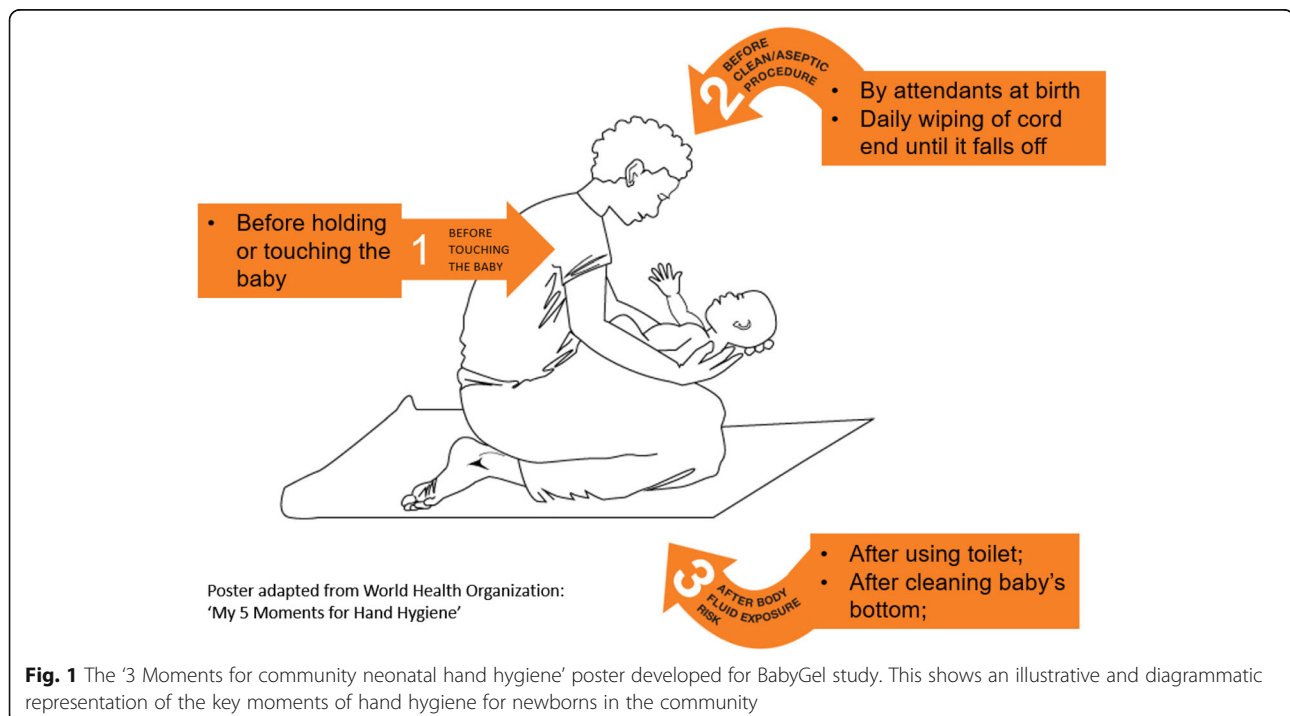 2
BEFORE
CLEAN/ASEPTIC
PROCEDURE
• By attendants at birth
• Daily wiping of cord
end until it falls off
• Before holding
or touching the
baby
1
BEFORE
TOUCHING
THE BABY
3
AFTER BODY
FLUID EXPOSURE
RISK
• After using toilet;
• After cleaning baby's
bottom;
Poster adapted from World Health Organization:
'My 5 Moments for Hand Hygiene'
Fig. 1 The '3 Moments for community neonatal hand hygiene' poster developed for BabyGel study. This shows an illustrative and diagrammatic
representation of the key moments of hand hygiene for newborns in the community